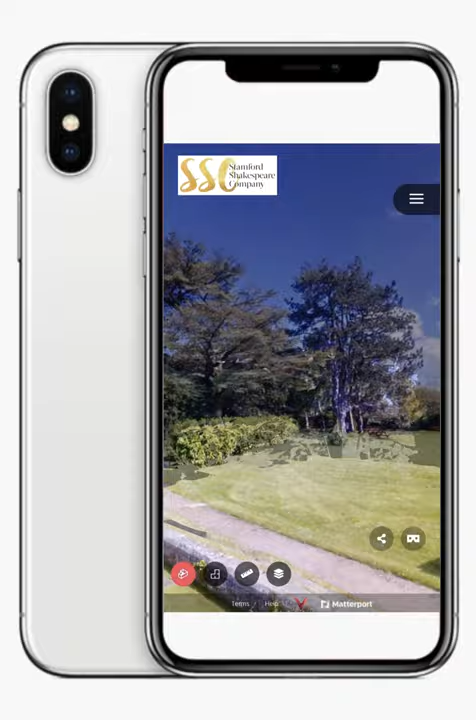 SSC
Stamford
Shakespeare
Company
Terms
Help
Matterport